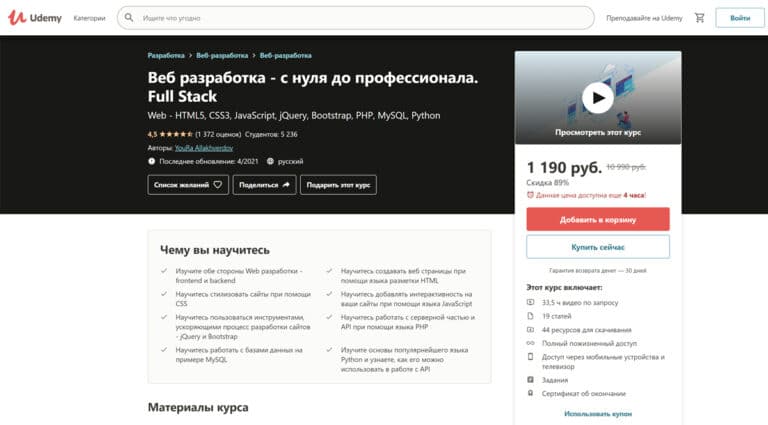 Udemy
Категории
Ищите что угодно
Преподавайте на Udemy
Войти
Разработка > Веб-разработка > Веб-разработка
Веб разработка - с нуля до профессионала.
Full Stack
Web - HTML5, CSS3, JavaScript, jQuery, Bootstrap, PHP, MySQL, Python
4,5 (1 372 оценок) Студентов: 5 236
Авторы: YouRa Allakhverdov
Последнее обновление: 4/2021 русский
Список желаний
Поделиться
Подарить этот курс
Просмотреть этот курс
1 190 руб. 10 990 руб.
Скидка 89%
Данная цена доступна еще 4 часа!
Добавить в корзину
Купить сейчас
Гарантия возврата денег — 30 дней
Этот курс включает:
33,5 ч видео по запросу
19 статей
44 ресурсов для скачивания
Полный пожизненный доступ
Доступ через мобильные устройства и
телевизор
Задания
Сертификат об окончании
Использовать купон
Чему вы научитесь
Изучите обе стороны Web разработки -
frontend и backend
Научитесь стилизовать сайты при помощи
CSS
Научитесь пользоваться инструментами,
ускоряющими процесс разработки сайтов
- jQuery и Bootstrap
Научитесь работать с базами данных на
примере MySQL
Научитесь создавать веб страницы при
помощи языка разметки HTML
Научитесь добавлять интерактивность на
ваши сайты при помощи языка JavaScript
Научитесь работать с серверной частью и
API при помощи языка PHP
Изучите основы популярнейшего языка
Python и узнаете, как его можно
использовать в работе с API
Материалы курса